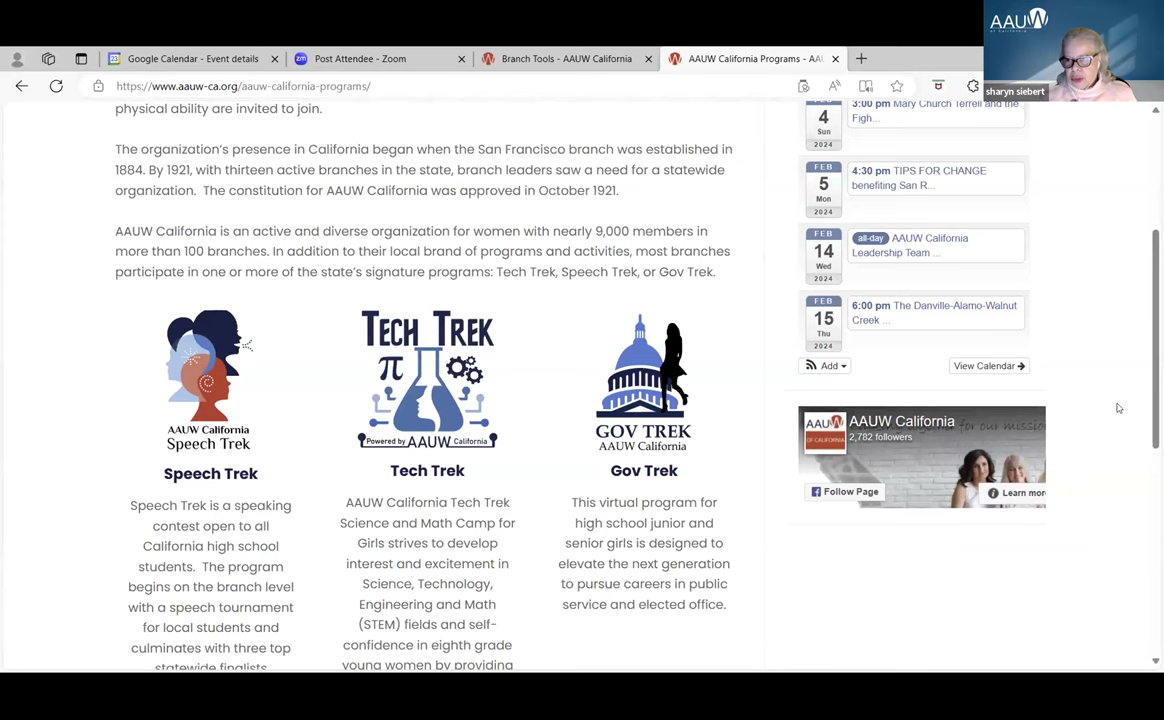 AAUW
of California
sharyn siebert
Google Calendar - Event details
Post Attendee - Zoom
Branch Tools - AAUW California
AAUW California Programs - AAU
https://www.aauw-ca.org/aauw-california-programs/
physical ability are invited to join.
The organization's presence in California began when the San Francisco branch was established in
1884. By 1921, with thirteen active branches in the state, branch leaders saw a need for a statewide
organization. The constitution for AAUW California was approved in October 1921.
AAUW California is an active and diverse organization for women with nearly 9,000 members in
more than 100 branches. In addition to their local brand of programs and activities, most branches
participate in one or more of the state's signature programs: Tech Trek, Speech Trek, or Gov Trek.
AAUW California
Speech Trek
Speech Trek
Speech Trek is a speaking
contest open to all
California high school
students. The program
begins on the branch level
with a speech tournament
for local students and
culminates with three top
statewide finalists
TECH TREK
π
Powered by AAUW California
Tech Trek
AAUW California Tech Trek
Science and Math Camp for
Girls strives to develop
interest and excitement in
Science, Technology,
Engineering and Math
(STEM) fields and self-
confidence in eighth grade
young women by providing
GOV TREK
AAUW California
Gov Trek
This virtual program for
high school junior and
senior girls is designed to
elevate the next generation
to pursue careers in public
service and elected office.
FEB
4
Sun
2024
3:00 pm Mary Church Terrell and the
Figh...
FEB
5
Mon
2024
4:30 pm TIPS FOR CHANGE
benefiting San R...
FEB
14
Wed
2024
all-day AAUW California
Leadership Team ...
FEB
15
Thu
2024
6:00 pm The Danville-Alamo-Walnut
Creek ...
Add
View Calendar
AAUW
OF CALIFORNIA
AAUW California
2,782 followers
for our mission
Follow Page
Learn more